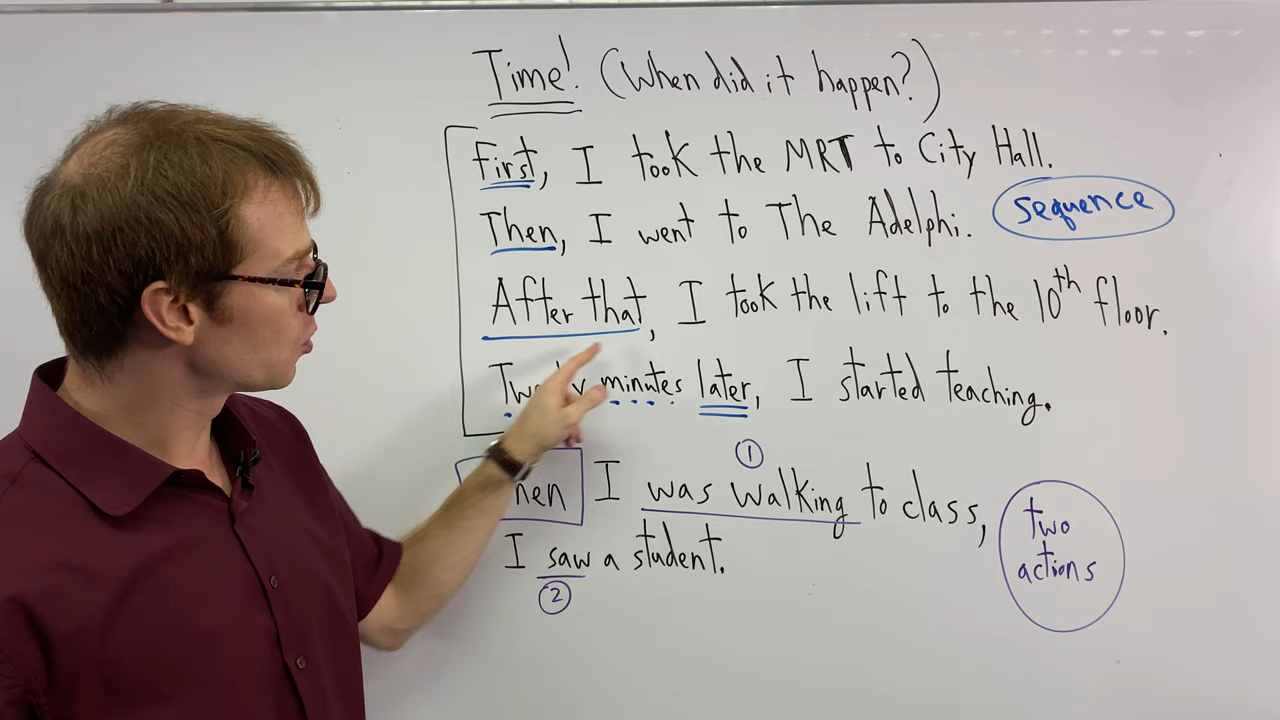 Time! (When did it happen?)
First, I took the MRT to City Hall.
Then, I went to The Adelphi.
sequence
After that, I took the lift to the 10th floor.
minutes later, I started teaching.
1
I was walking to class,
I saw a student.
2
two
actions